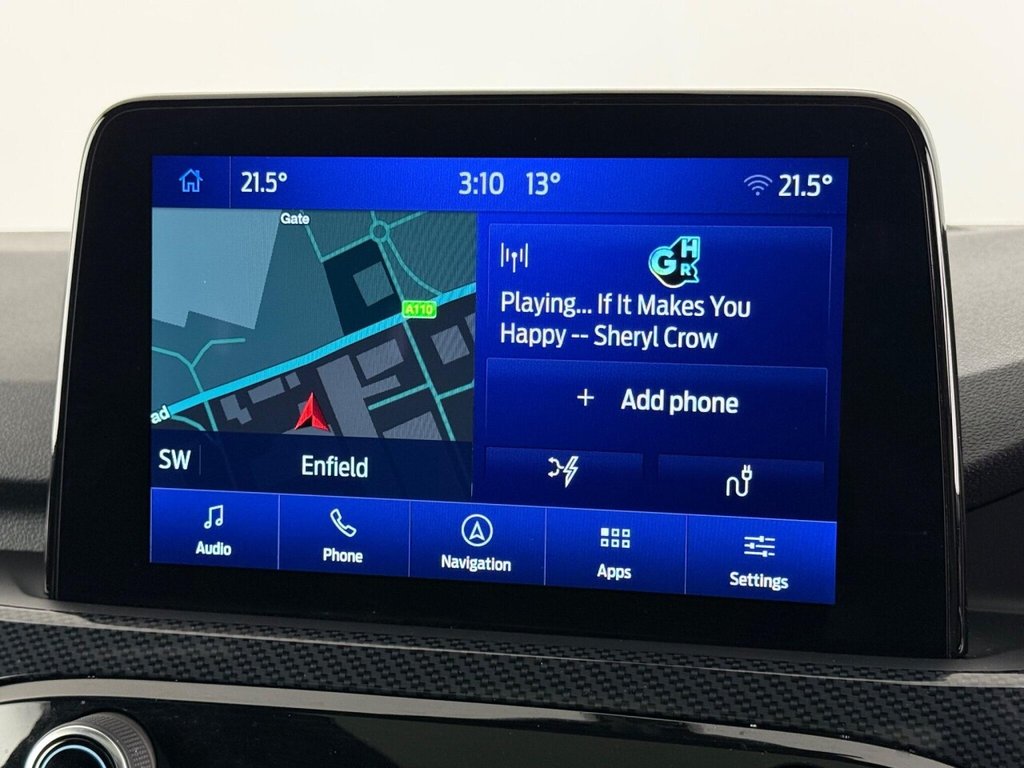 21.5°
3:10 13°
21.5°
Gate
A110
ad
SW
Enfield
GHR
Playing... If It Makes You
Happy -- Sheryl Crow
+ Add phone
Audio
Phone
Navigation
Apps
Settings